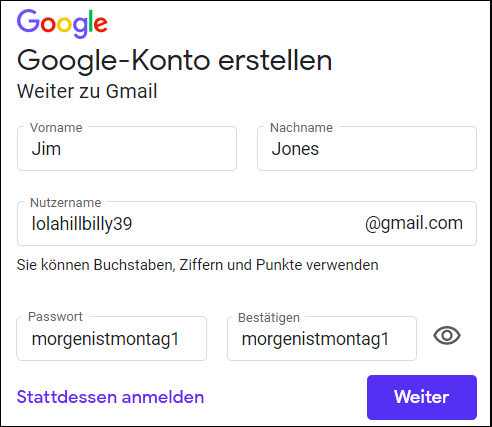 Google
Google-Konto erstellen
Weiter zu Gmail
Vorname Nachname
Jim Jones
Nutzername
lolahillbilly39 @gmail.com
Sie können Buchstaben, Ziffern und Punkte verwenden
Passwort Bestätigen
morgenistmontag1 morgenistmontag1
Stattdessen anmelden Weiter